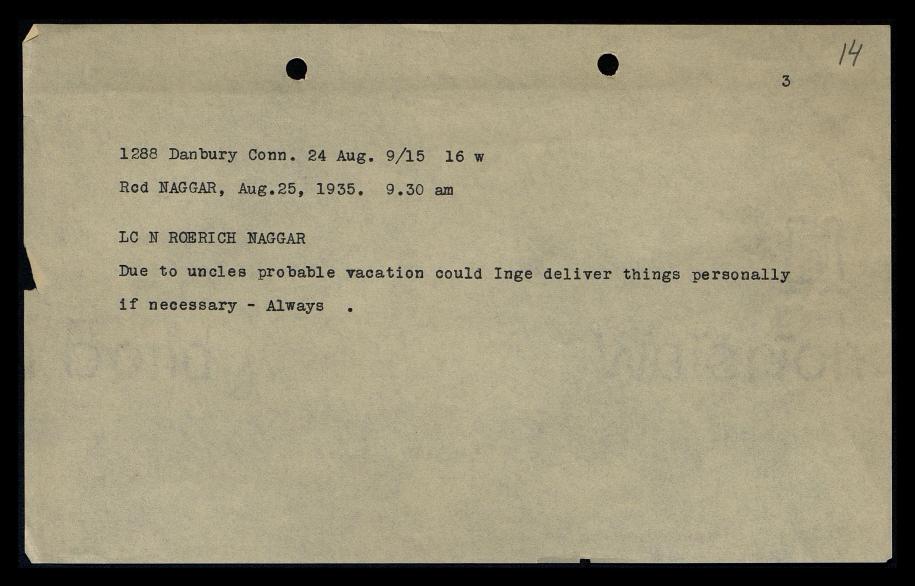 14
3
1288 Danbury Conn. 24 Aug. 9/15 16 w
Rcd NAGGAR, Aug.25, 1935. 9.30 am
LC N ROERICH NAGGAR
Due to uncles probable vacation could Inge deliver things personally
if necessary - Always .